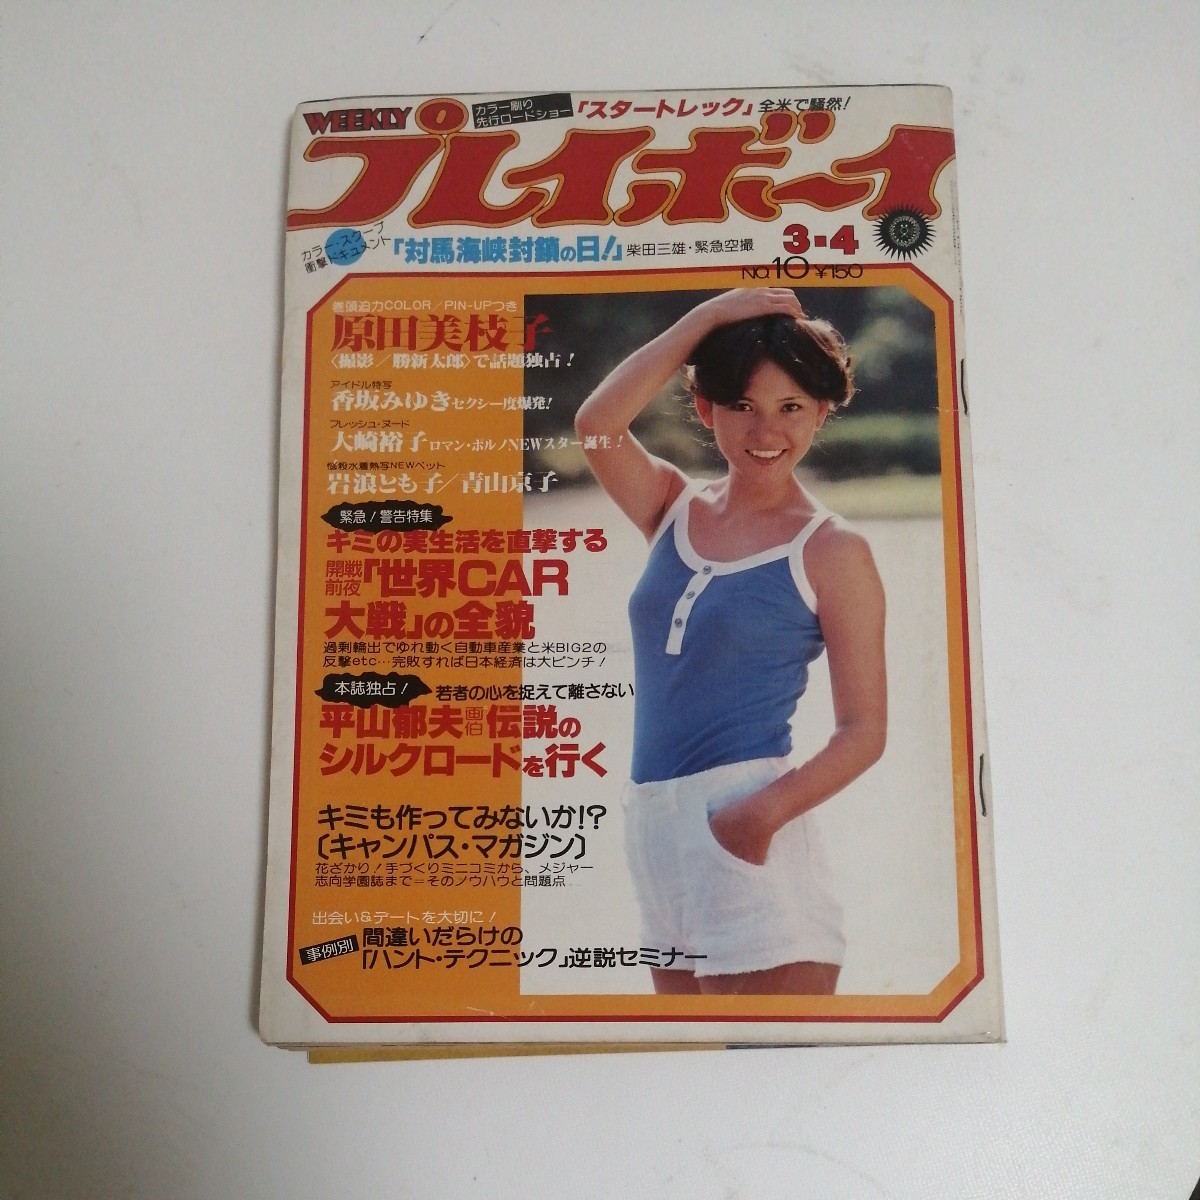 WEEKLY
カラー刷り
先行ロードショー
「スタートレック」全米で騒然!
プレイボーイ
カラー・スクープ
衝撃ドキュメント
「対馬海峡封鎖の日!」柴田三雄・緊急空撮
3・4
NO.10 ¥150
巻頭迫力COLOR/PIN-UPつき
原田美枝子
〈撮影/勝新太郎〉で話題独占!
アイドル特写
香坂みゆきセクシー度爆発!
フレッシュ・ヌード
大崎裕子ロマン・ポルノNEWスター誕生!
悩殺水着熱写NEWペット
岩浪とも子/青山京子
緊急!警告特集
キミの実生活を直撃する
開戦前夜「世界CAR
大戦」の全貌
過剰輸出でゆれ動く自動車産業と米BIG2の
反撃etc…完敗すれば日本経済は大ピンチ!
本誌独占!
若者の心を捉えて離さない
平山郁夫画伯伝説の
シルクロードを行く
キミも作ってみないか!?
〔キャンパス・マガジン〕
花ざかり!手づくりミニコミから、メジャー
志向学園誌まで=そのノウハウと問題点
出会い&デートを大切に!
事例別
間違いだらけの
「ハント・テクニック」逆説セミナー